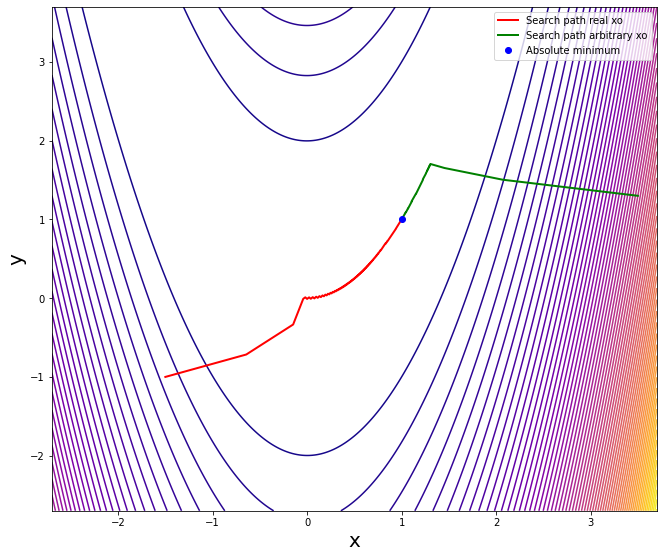 Search path real xo
Search path arbitrary xo
Absolute minimum
3
2
1
0
−1
−2
y
−2
−1
0
1
2
3
x